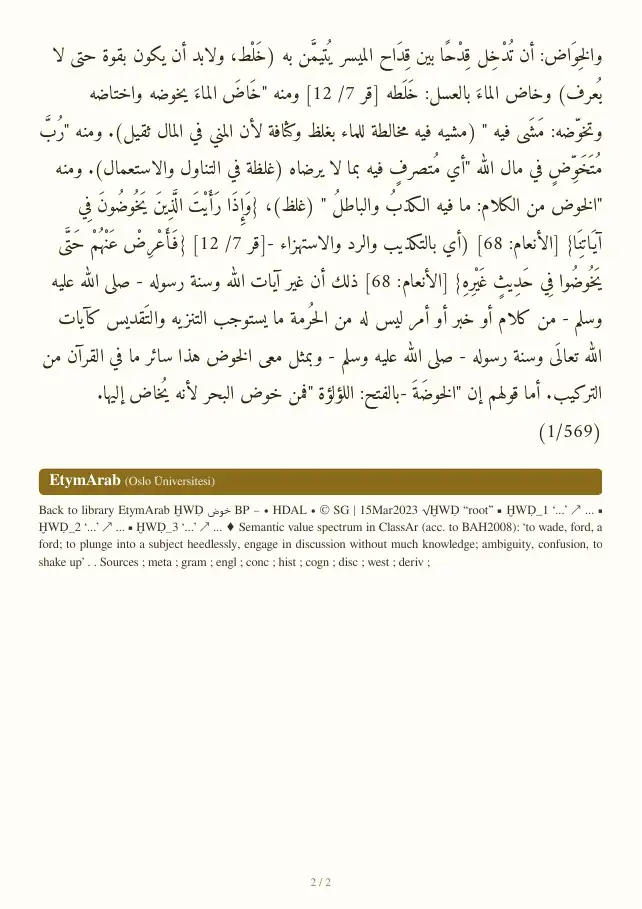 والخِوَاض: أن تُدْخِل قِدْحًا بين قِدَاح الميسر يُتيمَّن به (خَلْط، ولابد أن يكون بقوة حتى لا
يُعرف) وخاض الماءَ بالعسل: خَلَطه [قر 7/ 12] ومنه "خَاضَ الماءَ يخوضه واختاضه
وتخوّضه: مَشَى فيه " (مشيه فيه مخالطة للماء بغلظ وكثافة لأن المني في المال ثقيل). ومنه "رُبَّ
مُتَخَوِّضٍ في مال الله "أي مُتصرفٍ فيه بما لا يرضاه (غلظة في التناول والاستعمال). ومنه
"الخوض من الكلام: ما فيه الكذبُ والباطلُ " (غلظ)، {وَإِذَا رَأَيْتَ الَّذِينَ يَخُوضُونَ فِي
آيَاتِنَا} [الأنعام: 68] (أي بالتكذيب والرد والاستهزاء -[قر 7/ 12] {فَأَعْرِضْ عَنْهُمْ حَتَّى
يَخُوضُوا فِي حَدِيثٍ غَيْرِهِ} [الأنعام: 68] ذلك أن غير آيات الله وسنة رسوله - صلى الله عليه
وسلم - من كلام أو خبر أو أمر ليس له من الحُرمة ما يستوجب التنزيه والتَقديس كآيات
الله تعالَى وسنة رسوله - صلى الله عليه وسلم - وبمثل معنى الخوض هذا سائر ما في القرآن من
التركيب. أما قولهم إن "الخوضَةَ -بالفتح: اللؤلؤة "فمن خوض البحر لأنه يُخاض إليها.
(1/569)
EtymArab (Oslo Üniversitesi)
Back to library EtymArab ḪWḌ خوض BP – • HDAL • © SG | 15Mar2023 √ḪWḌ “root” ▪ ḪWḌ_1 ‘...’ ↗ ... ▪
ḪWḌ_2 ‘...’ ↗ ... ▪ ḪWḌ_3 ‘...’ ↗ ... ♦ Semantic value spectrum in ClassAr (acc. to BAH2008): ‘to wade, ford, a
ford; to plunge into a subject heedlessly, engage in discussion without much knowledge; ambiguity, confusion, to
shake up’ . . Sources ; meta ; gram ; engl ; conc ; hist ; cogn ; disc ; west ; deriv ;
2 / 2